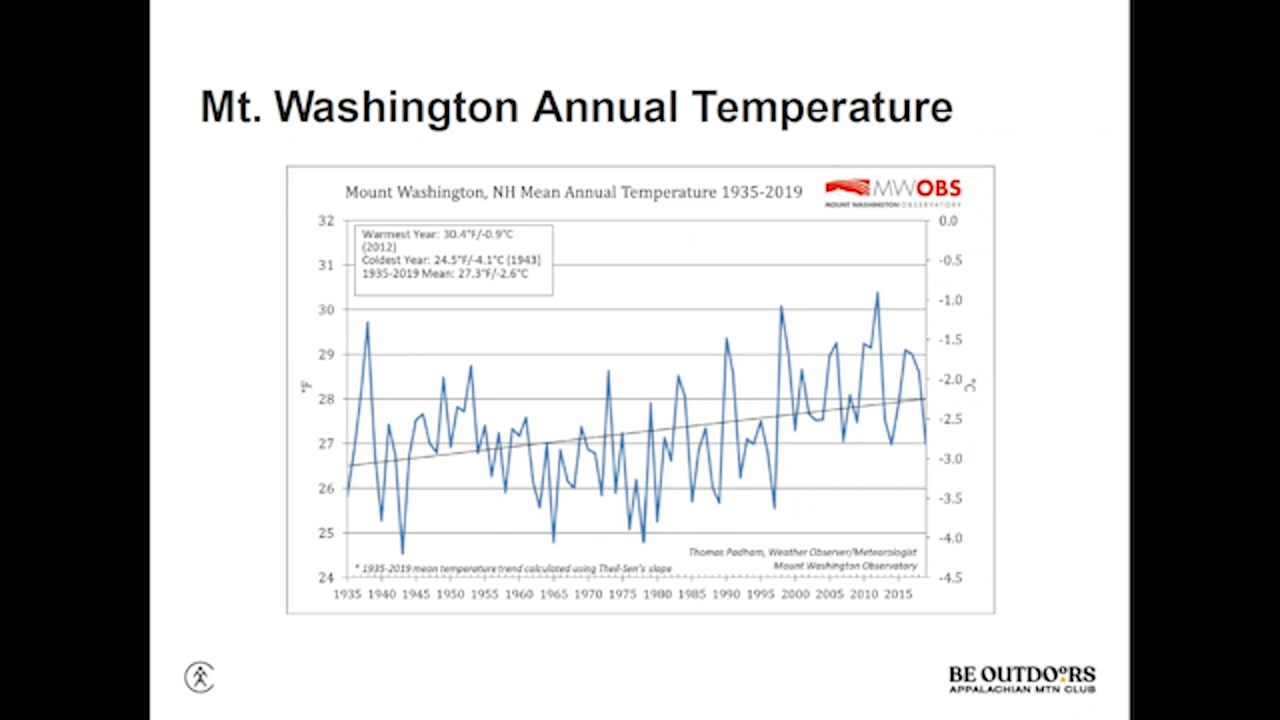 Mt. Washington Annual Temperature
Mount Washington, NH Mean Annual Temperature 1935-2019
MWOBS
MOUNT WASHINGTON OBSERVATORY
32
31
30
29
28
27
26
25
24
°F
Warmest Year: 30.4°F/-0.9°C
(2012)
Coldest Year: 24.5°F/-4.1°C (1943)
1935-2019 Mean: 27.3°F/-2.6°C
0.0
-0.5
-1.0
-1.5
-2.0
-2.5
-3.0
-3.5
-4.0
-4.5
°C
Thomas Padham, Weather Observer/Meteorologist
Mount Washington Observatory
* 1935-2019 mean temperature trend calculated using Theil-Sen's slope
1935 1940 1945 1950 1955 1960 1965 1970 1975 1980 1985 1990 1995 2000 2005 2010 2015
BE OUTDOORS
APPALACHIAN MTN CLUB